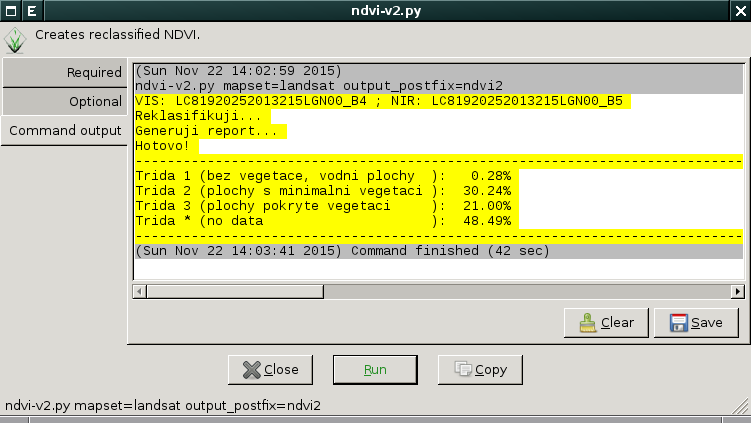 ndvi-v2.py
Creates reclassified NDVI.
Required
Optional
Command output
(Sun Nov 22 14:02:59 2015)
ndvi-v2.py mapset=landsat output_postfix=ndvi2
VIS: LC81920252013215LGN00_B4 ; NIR: LC81920252013215LGN00_B5
Reklasifikuji...
Generuji report...
Hotovo!
--------------------------------------------------------------------------------
Trida 1 (bez vegetace, vodni plochy  ):   0.28%
Trida 2 (plochy s minimalni vegetaci ):  30.24%
Trida 3 (plochy pokryte vegetaci     ):  21.00%
Trida * (no data                     ):  48.49%
--------------------------------------------------------------------------------
(Sun Nov 22 14:03:41 2015) Command finished (42 sec)
Clear
Save
Close
Run
Copy
ndvi-v2.py mapset=landsat output_postfix=ndvi2